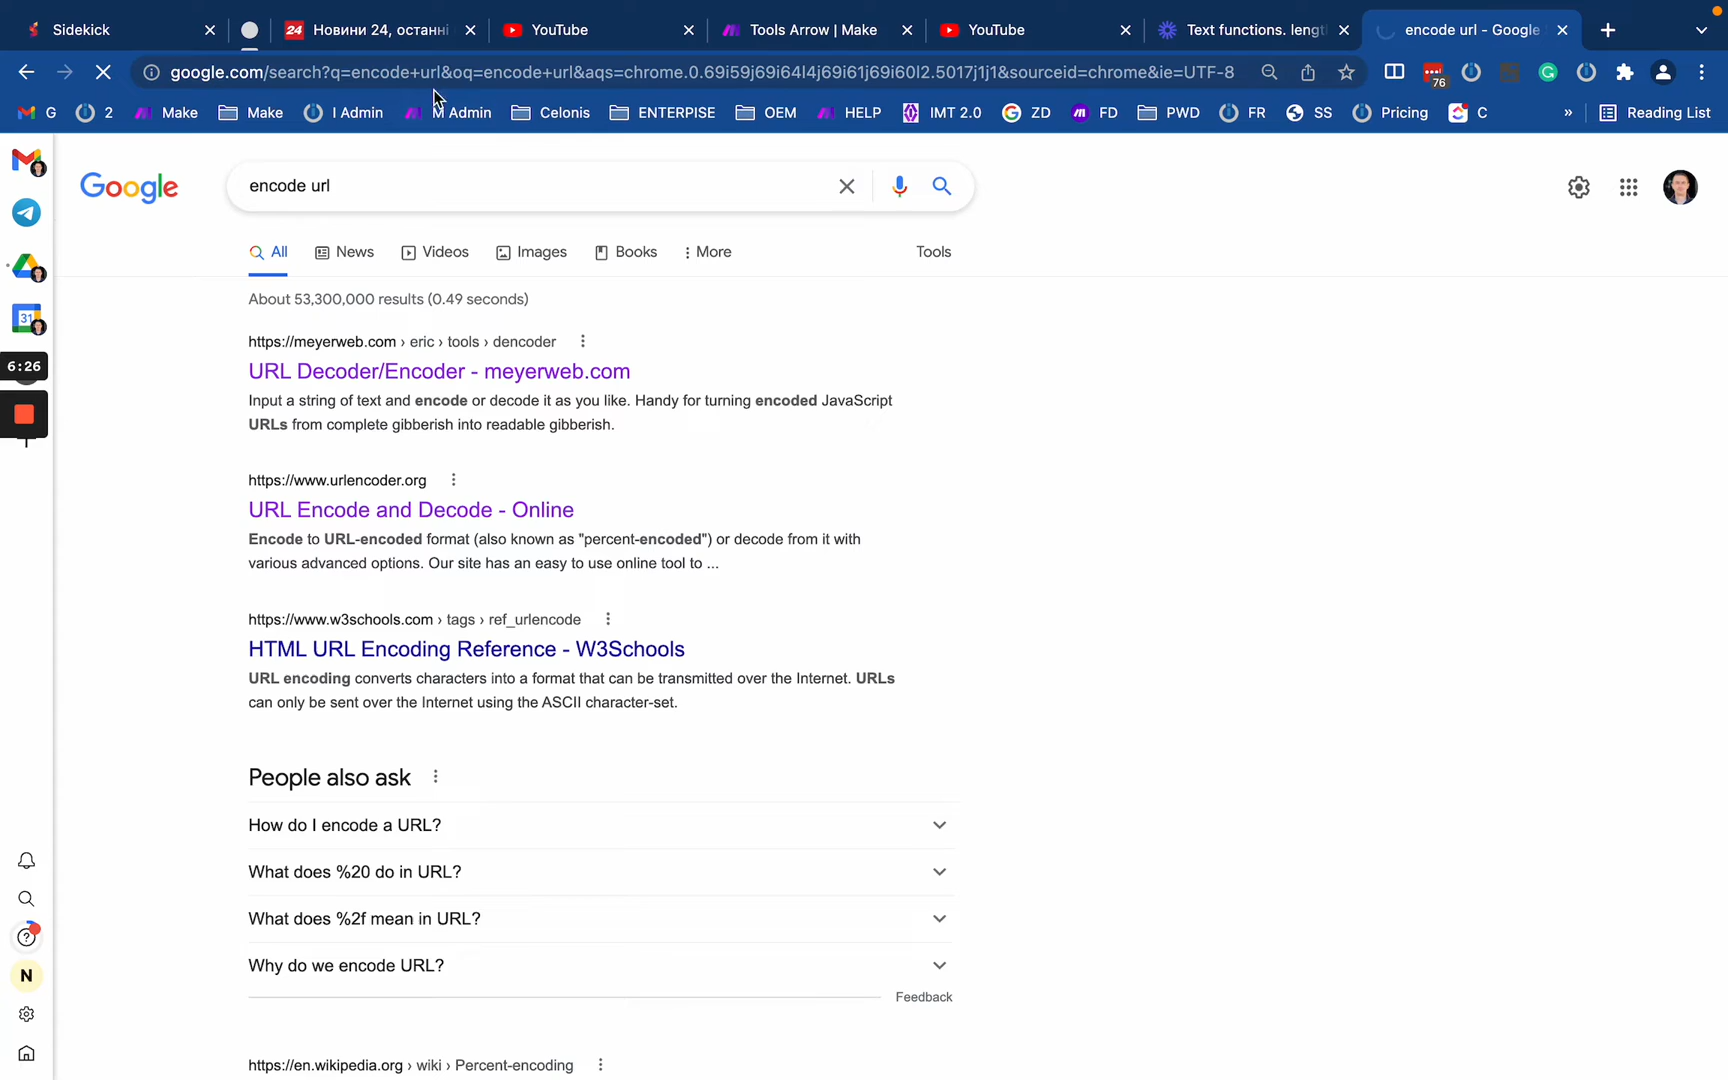 Sidekick
24 Новини 24, останні
YouTube
Tools Arrow | Make
YouTube
Text functions. lengt
encode url - Google
google.com/search?q=encode+url&oq=encode+url&aqs=chrome.0.69i59j69i64l4j69i61j69i60l2.5017j1j1&sourceid=chrome&ie=UTF-8
76
G
2
Make
Make
I Admin
M Admin
Celonis
ENTERPISE
OEM
HELP
IMT 2.0
ZD
FD
PWD
FR
SS
Pricing
C
»
Reading List
Google
encode url
All
News
Videos
Images
Books
More
Tools
About 53,300,000 results (0.49 seconds)
31
6:26
https://meyerweb.com › eric › tools › dencoder
URL Decoder/Encoder - meyerweb.com
Input a string of text and encode or decode it as you like. Handy for turning encoded JavaScript
URLs from complete gibberish into readable gibberish.
https://www.urlencoder.org
URL Encode and Decode - Online
Encode to URL-encoded format (also known as "percent-encoded") or decode from it with
various advanced options. Our site has an easy to use online tool to ...
https://www.w3schools.com › tags › ref_urlencode
HTML URL Encoding Reference - W3Schools
URL encoding converts characters into a format that can be transmitted over the Internet. URLs
can only be sent over the Internet using the ASCII character-set.
People also ask
How do I encode a URL?
What does %20 do in URL?
What does %2f mean in URL?
Why do we encode URL?
Feedback
N
https://en.wikipedia.org › wiki › Percent-encoding